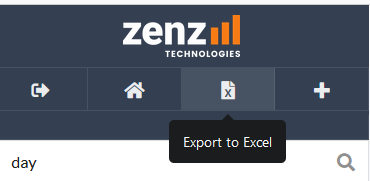 zenz
TECHNOLOGIES
Export to Excel
day